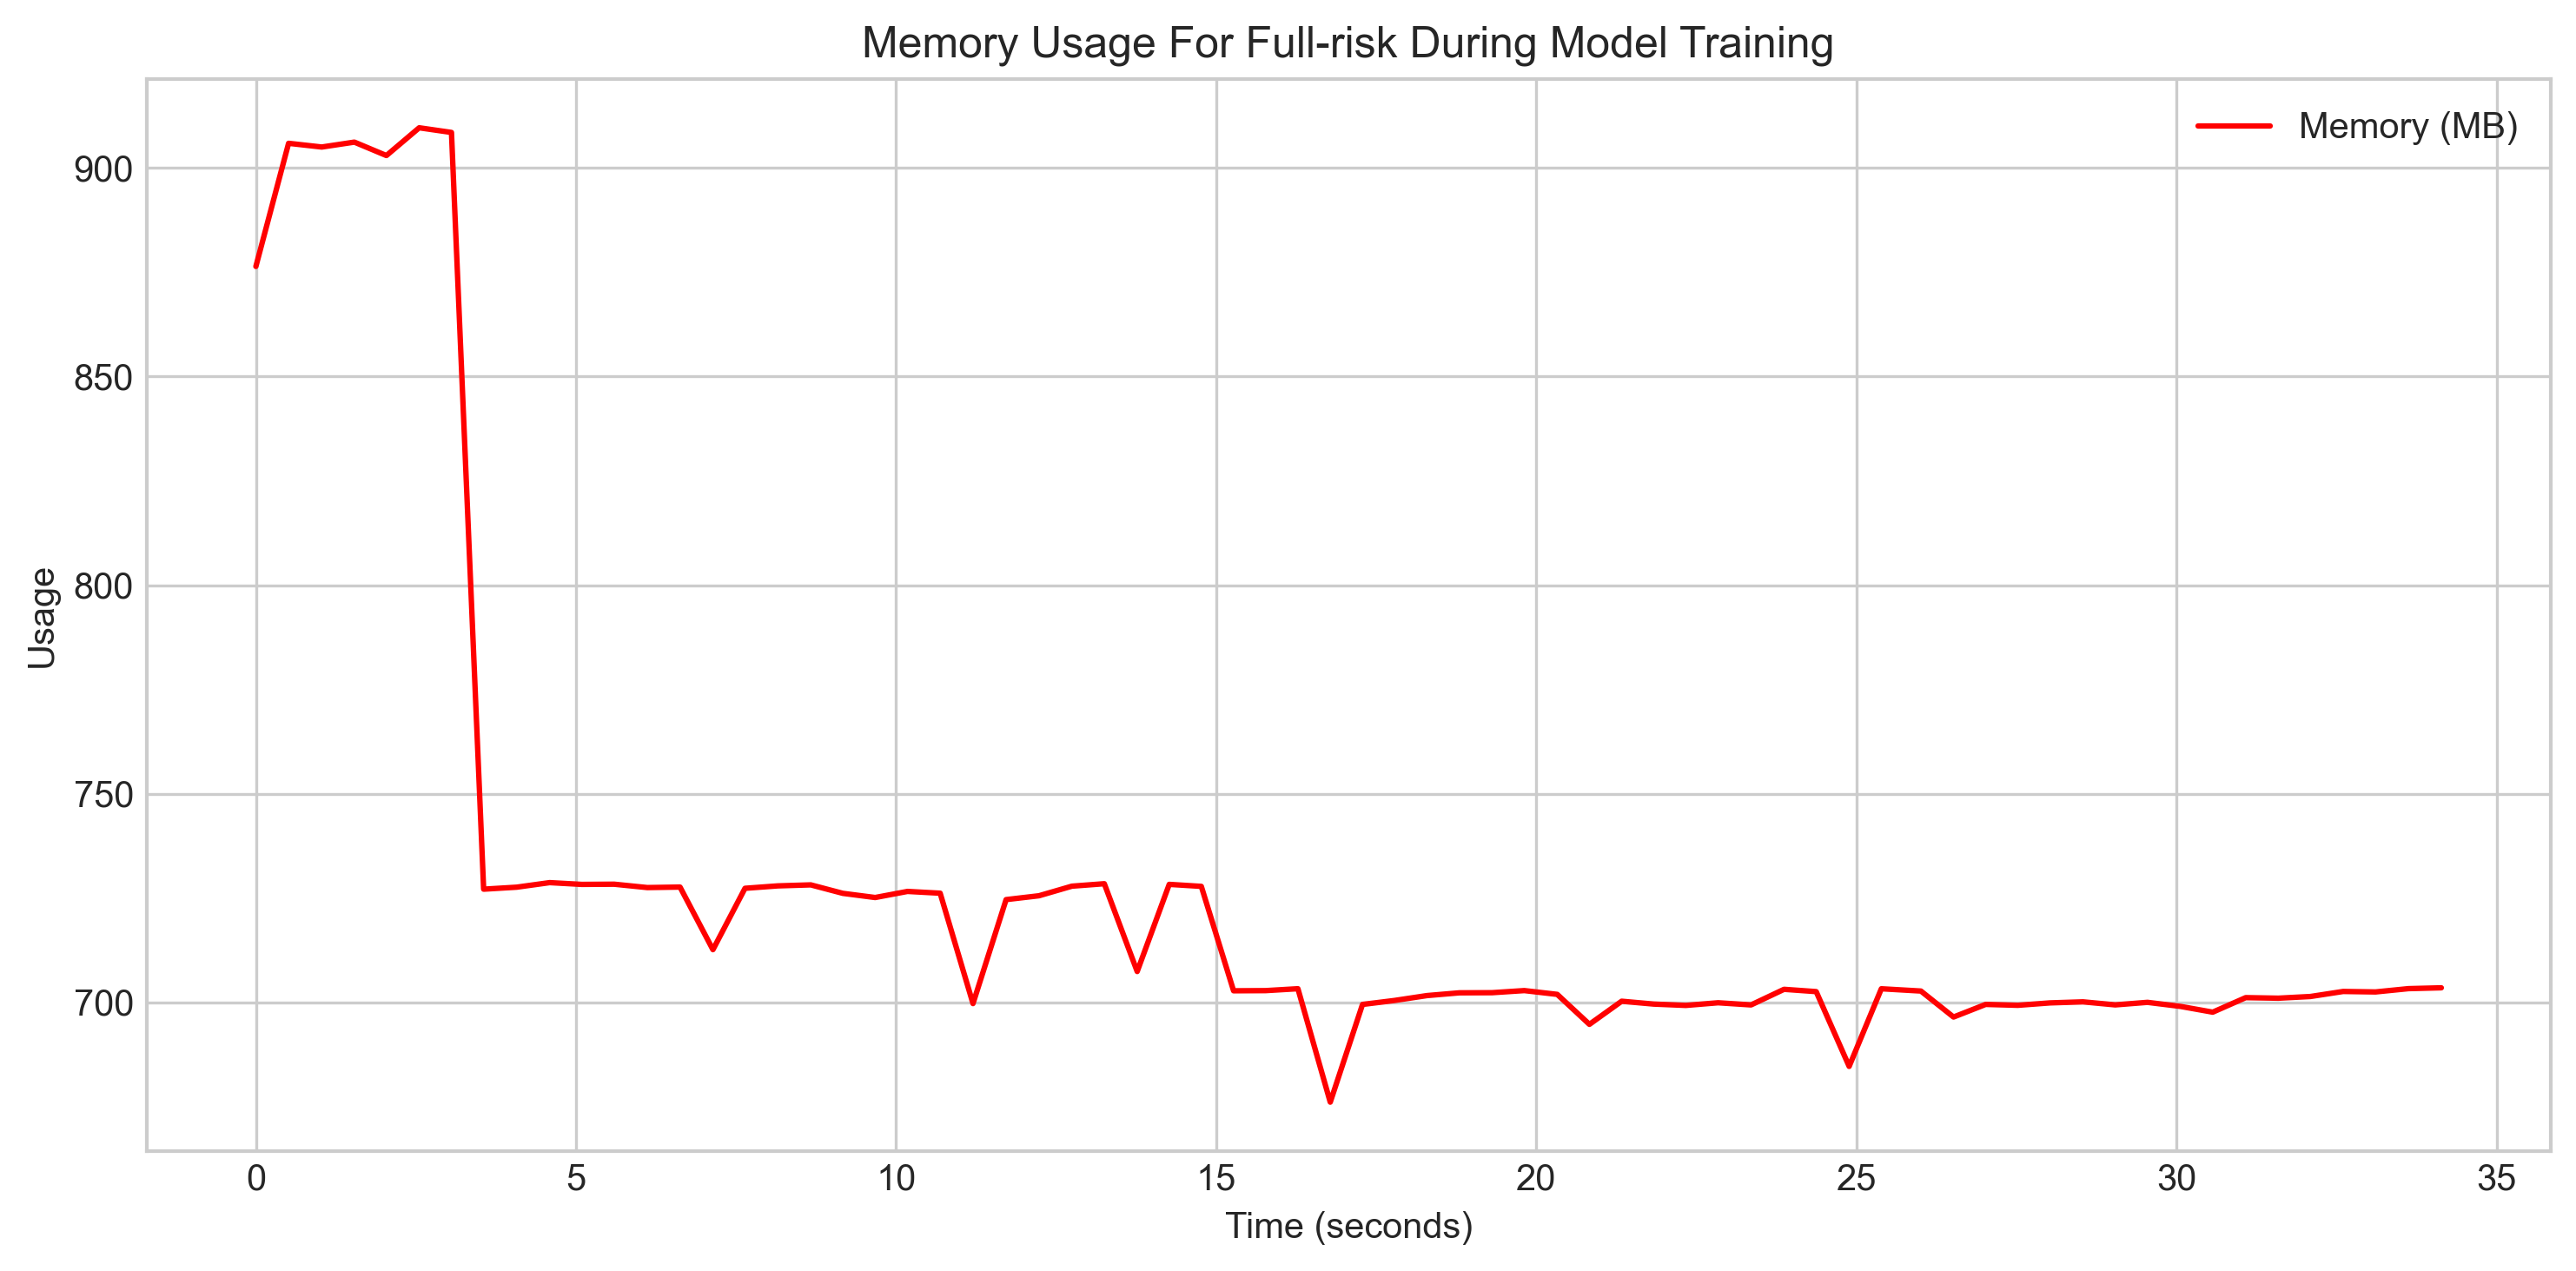 Memory Usage For Full-risk During Model Training
Memory (MB)
900
850
800
750
700
Usage
0 5 10 15 20 25 30 35
Time (seconds)